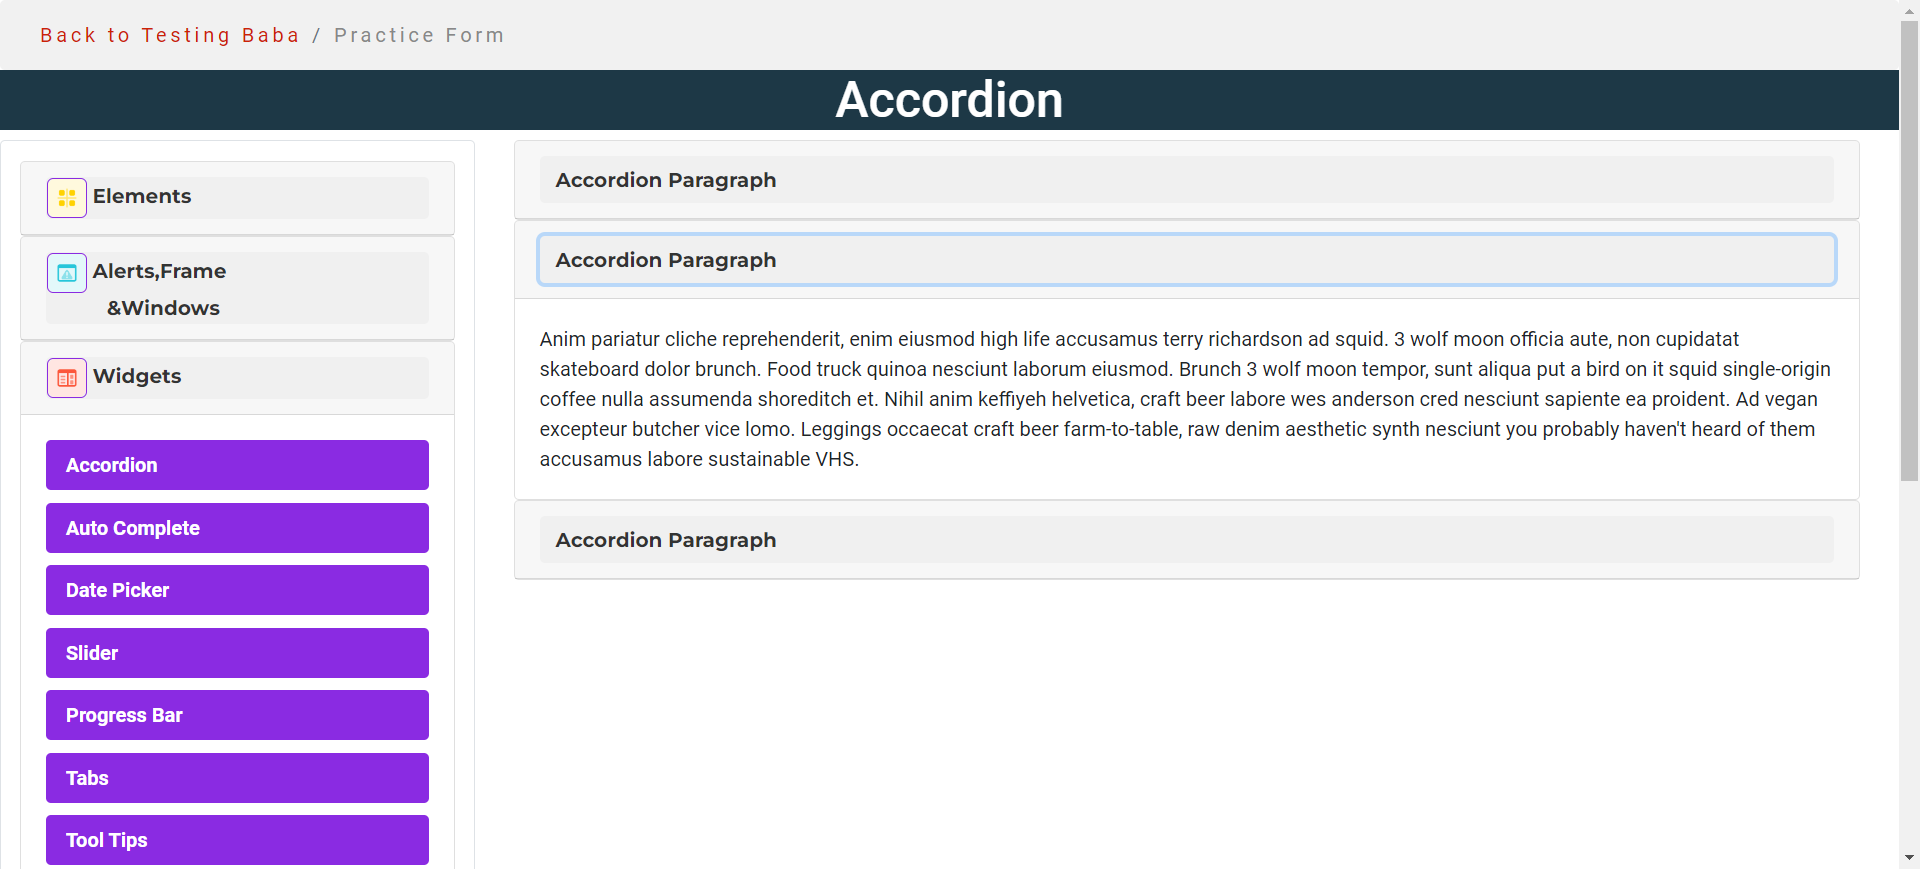 Back to Testing Baba / Practice Form
Accordion
Elements
Alerts,Frame
&Windows
Widgets
Accordion
Auto Complete
Date Picker
Slider
Progress Bar
Tabs
Tool Tips
Accordion Paragraph
Accordion Paragraph
Anim pariatur cliche reprehenderit, enim eiusmod high life accusamus terry richardson ad squid. 3 wolf moon officia aute, non cupidatat
skateboard dolor brunch. Food truck quinoa nesciunt laborum eiusmod. Brunch 3 wolf moon tempor, sunt aliqua put a bird on it squid single-origin
coffee nulla assumenda shoreditch et. Nihil anim keffiyeh helvetica, craft beer labore wes anderson cred nesciunt sapiente ea proident. Ad vegan
excepteur butcher vice lomo. Leggings occaecat craft beer farm-to-table, raw denim aesthetic synth nesciunt you probably haven't heard of them
accusamus labore sustainable VHS.
Accordion Paragraph